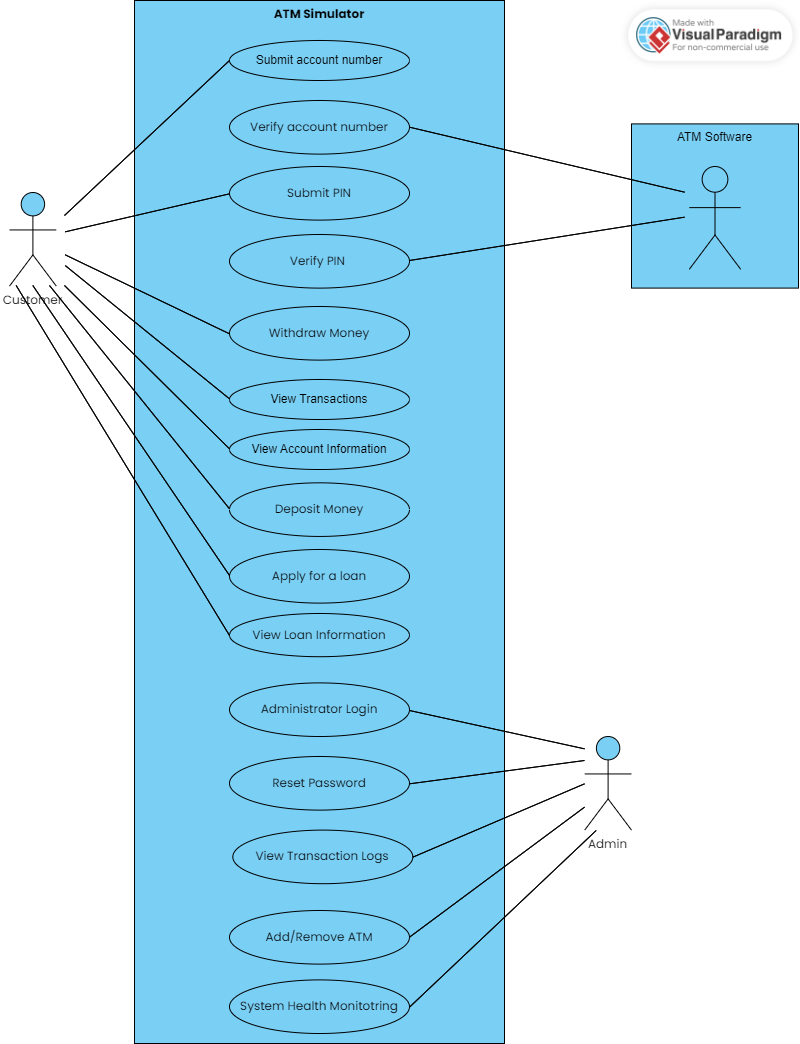 ATM Simulator
Made with
VisualParadigm
For non-commercial use
Submit account number
Verify account number
ATM Software
Submit PIN
Verify PIN
Customer
Withdraw Money
View Transactions
View Account Information
Deposit Money
Apply for a loan
View Loan Information
Administrator Login
Reset Password
Admin
View Transaction Logs
Add/Remove ATM
System Health Monitotring